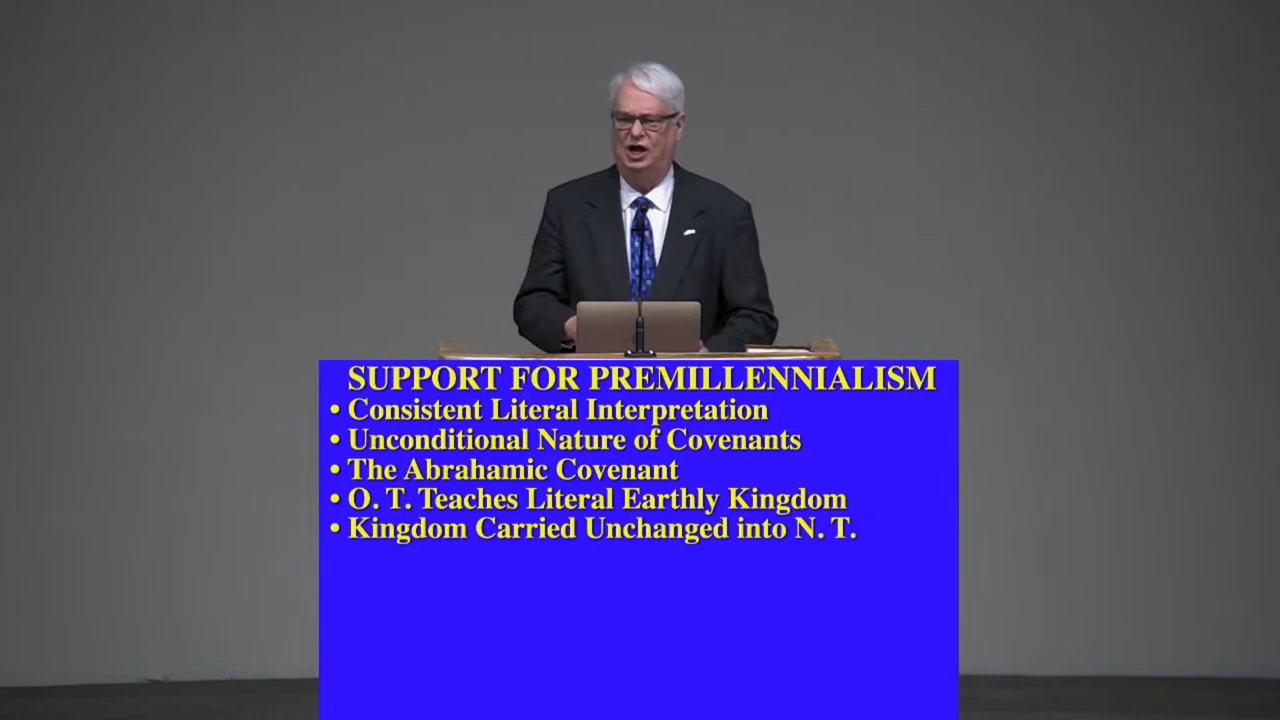 SUPPORT FOR PREMILLENNIALISM
• Consistent Literal Interpretation
• Unconditional Nature of Covenants
• The Abrahamic Covenant
• O. T. Teaches Literal Earthly Kingdom
• Kingdom Carried Unchanged into N. T.